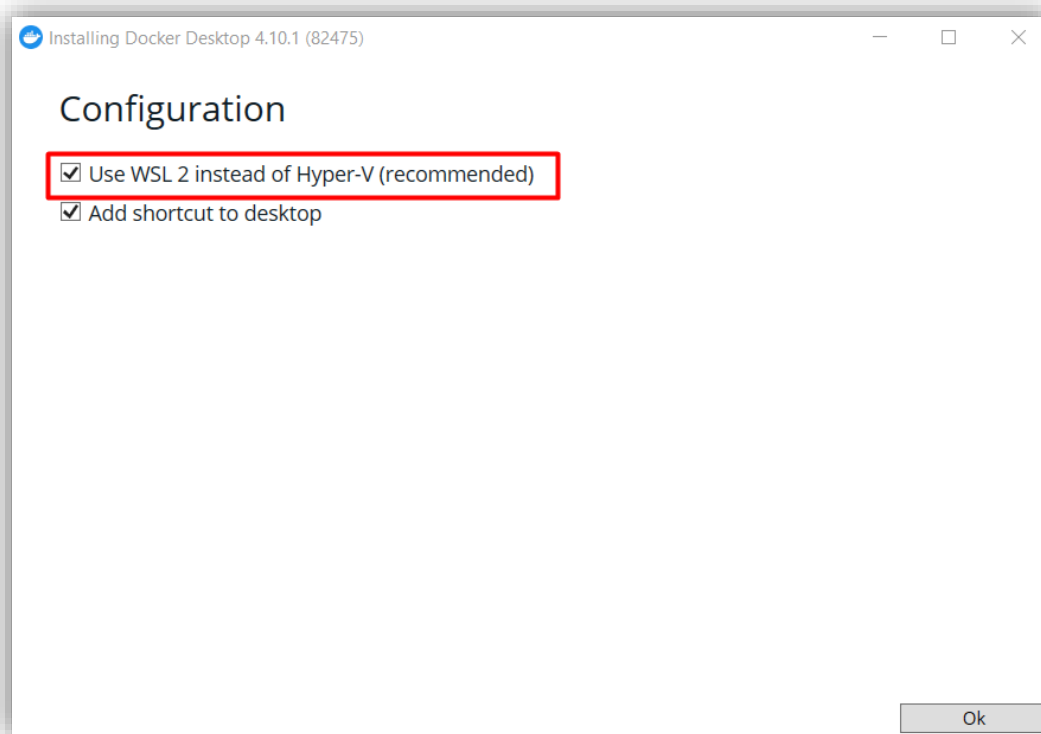 Installing Docker Desktop 4.10.1 (82475)
Configuration
Use WSL 2 instead of Hyper-V (recommended)
Add shortcut to desktop
Ok